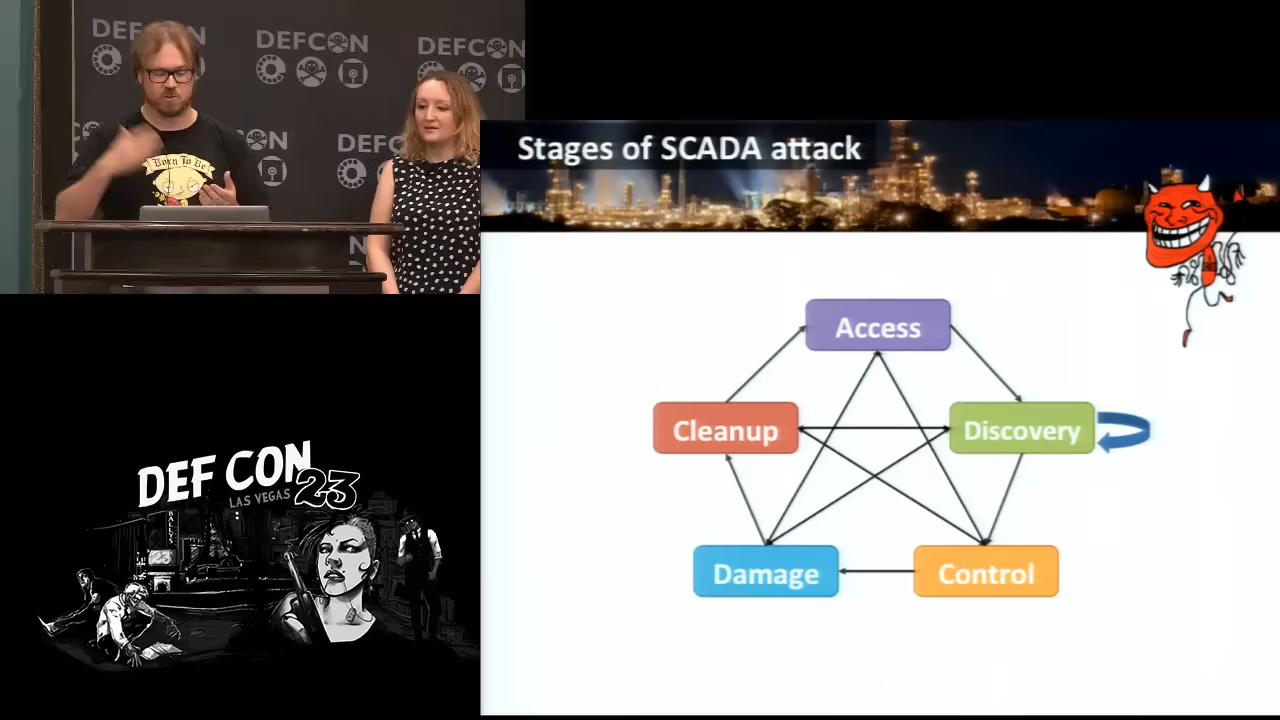 DEFCON
DEFCON
DEFCON
DEFCON
Born To Be
Stages of SCADA attack
Access
Cleanup
Discovery
Damage
Control
DEF CON 23
LAS VEGAS
BALLYS